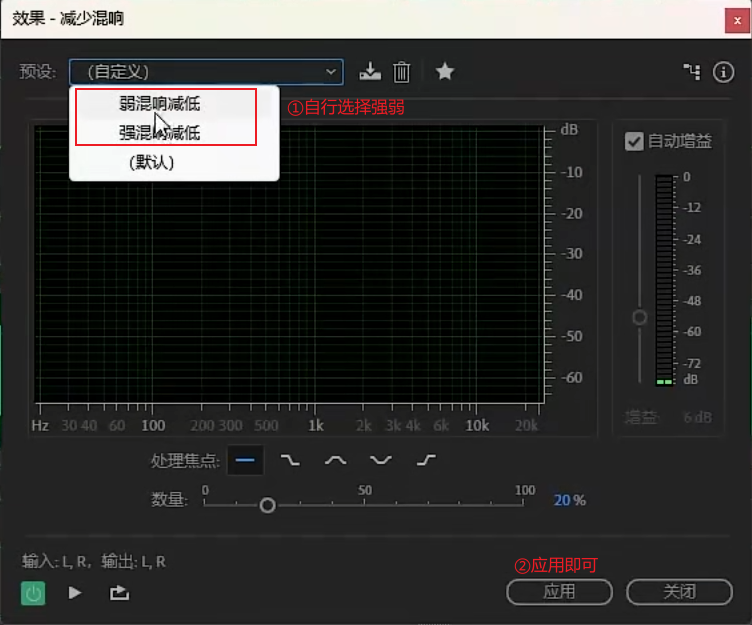 效果 - 减少混响
x
预设: (自定义)
弱混响减低
①自行选择强弱
强混响减低
(默认)
dB
-10
-20
-30
-40
-50
-60
自动增益
0
-12
-24
-36
-48
-60
-72
dB
增益: 6 dB
Hz 30 40 60 100 200 300 500 1k 2k 3k 4k 6k 10k 20k
处理焦点:
数量: 0 50 100 20 %
输入: L, R, 输出: L, R
②应用即可
应用 关闭